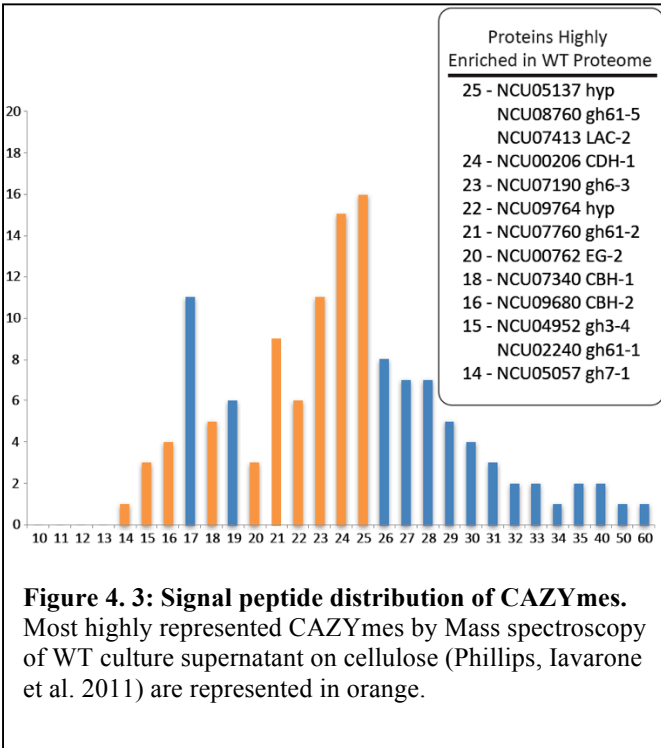 Proteins Highly
Enriched in WT Proteome
25 - NCU05137 hyp
NCU08760 gh61-5
NCU07413 LAC-2
24 - NCU00206 CDH-1
23 - NCU07190 gh6-3
22 - NCU09764 hyp
21 - NCU07760 gh61-2
20 - NCU00762 EG-2
18 - NCU07340 CBH-1
16 - NCU09680 CBH-2
15 - NCU04952 gh3-4
NCU02240 gh61-1
14 - NCU05057 gh7-1
20
18
16
14
12
10
8
6
4
2
0
10 11 12 13 14 15 16 17 18 19 20 21 22 23 24 25 26 27 28 29 30 31 32 33 34 35 40 50 60
Figure 4. 3: Signal peptide distribution of CAZYmes.
Most highly represented CAZYmes by Mass spectroscopy
of WT culture supernatant on cellulose (Phillips, Iavarone
et al. 2011) are represented in orange.